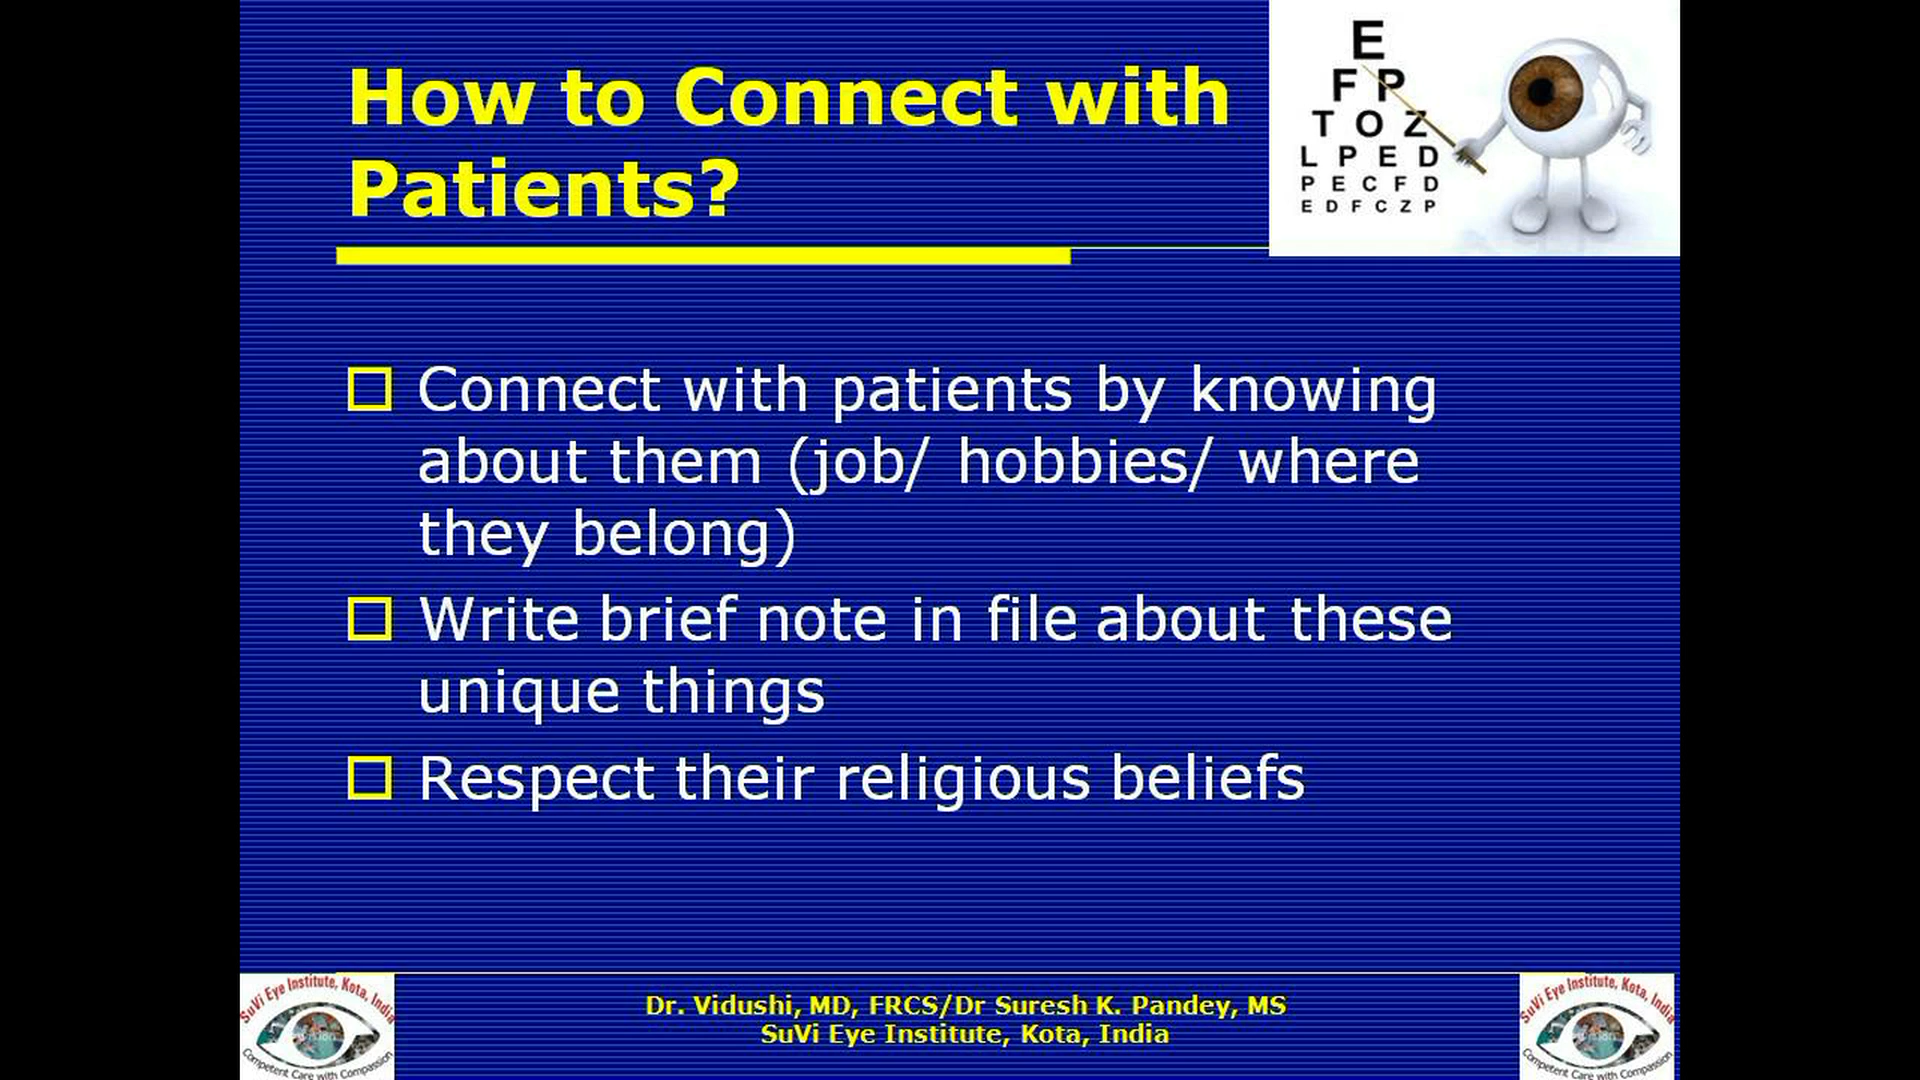 How to Connect with
Patients?
E
F P
T O Z
L P E D
P E C F D
E D F C Z P
Connect with patients by knowing
about them (job/ hobbies/ where
they belong)
Write brief note in file about these
unique things
Respect their religious beliefs
SuVi Eye Institute, Kota, India
Competent Care with Compassion
Dr. Vidushi, MD, FRCS/Dr Suresh K. Pandey, MS
SuVi Eye Institute, Kota, India
SuVi Eye Institute, Kota, India
Competent Care with Compassion